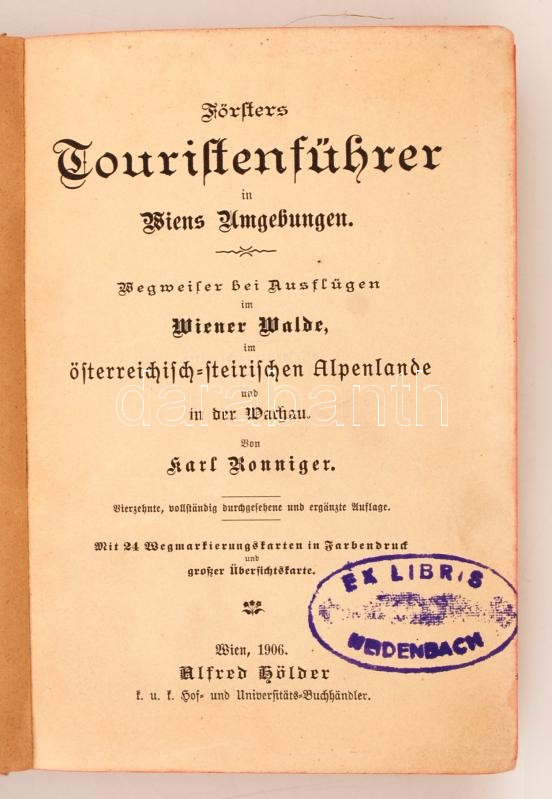 Försters
Touristenführer
in
Wiens Umgebungen.
Wegweiser bei Ausflügen
im
Wiener Walde,
im
österreichisch-steirischen Alpenlande
und
in der Wachau.
Von
Karl Ronniger.
Vierzehnte, vollständig durchgesehene und ergänzte Auflage.
Mit 24 Wegmarkierungskarten in Farbendruck
und
großer Übersichtskarte.
Wien, 1906.
Alfred Hölder
k. u. k. Hof- und Universitäts-Buchhändler.
EX LIBRIS
WEIDENBACH
darabanth